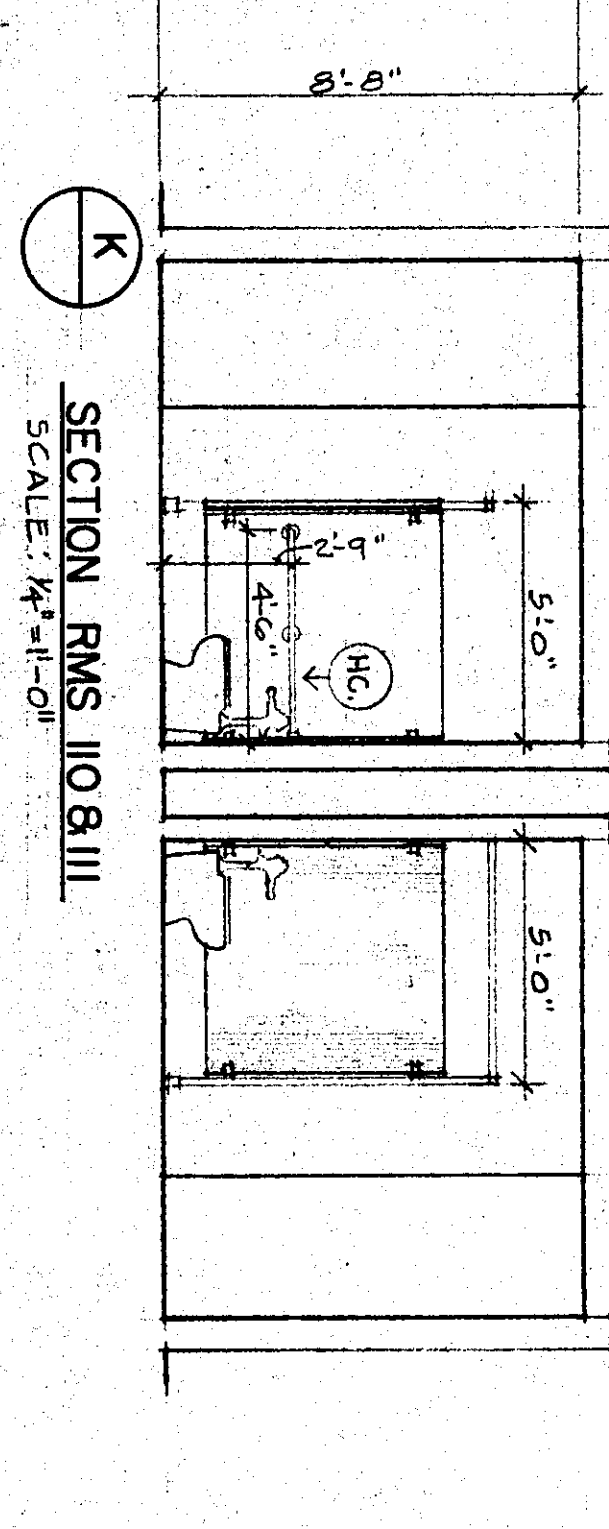 8'-8"
5'-0"
5'-0"
2'-9"
4'-6"
HC.
K
SECTION RMS 110 & 111
SCALE: 1/4" = 1'-0"